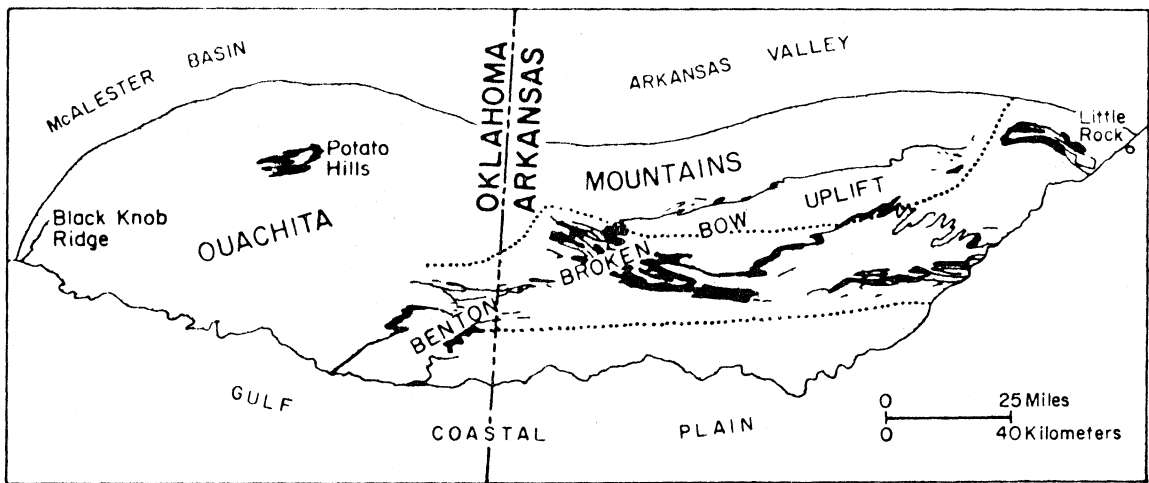 McALESTER BASIN
OKLAHOMA
ARKANSAS
ARKANSAS VALLEY
Little
Rock
Potato
Hills
MOUNTAINS
UPLIFT
BOW
BROKEN
BENTON
Black Knob
Ridge
OUACHITA
GULF
COASTAL
PLAIN
0 25 Miles
0 40 Kilometers